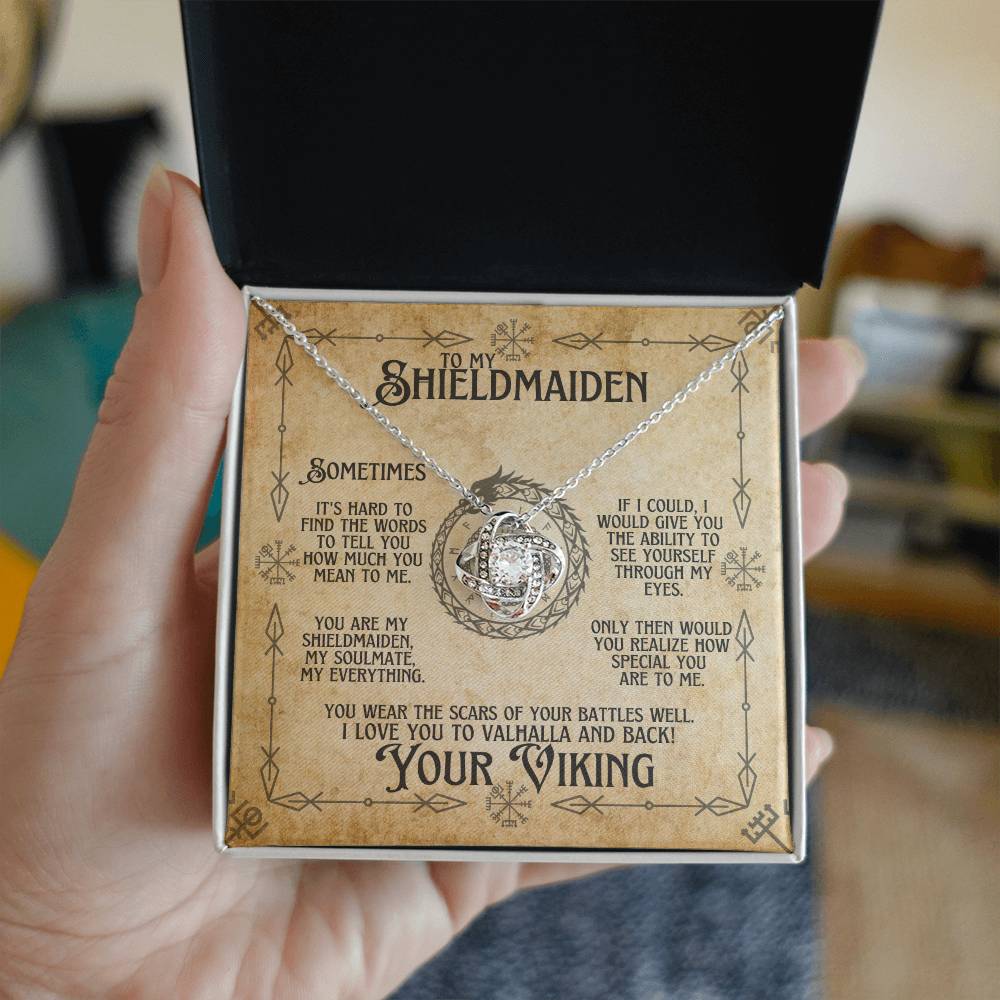 TO MY
SHIELDMAIDEN
SOMETIMES
IT'S HARD TO
FIND THE WORDS
TO TELL YOU
HOW MUCH YOU
MEAN TO ME.
YOU ARE MY
SHIELDMAIDEN,
MY SOULMATE,
MY EVERYTHING.
IF I COULD, I
WOULD GIVE YOU
THE ABILITY TO
SEE YOURSELF
THROUGH MY
EYES.
ONLY THEN WOULD
YOU REALIZE HOW
SPECIAL YOU
ARE TO ME.
YOU WEAR THE SCARS OF YOUR BATTLES WELL.
I LOVE YOU TO VALHALLA AND BACK!
YOUR VIKING